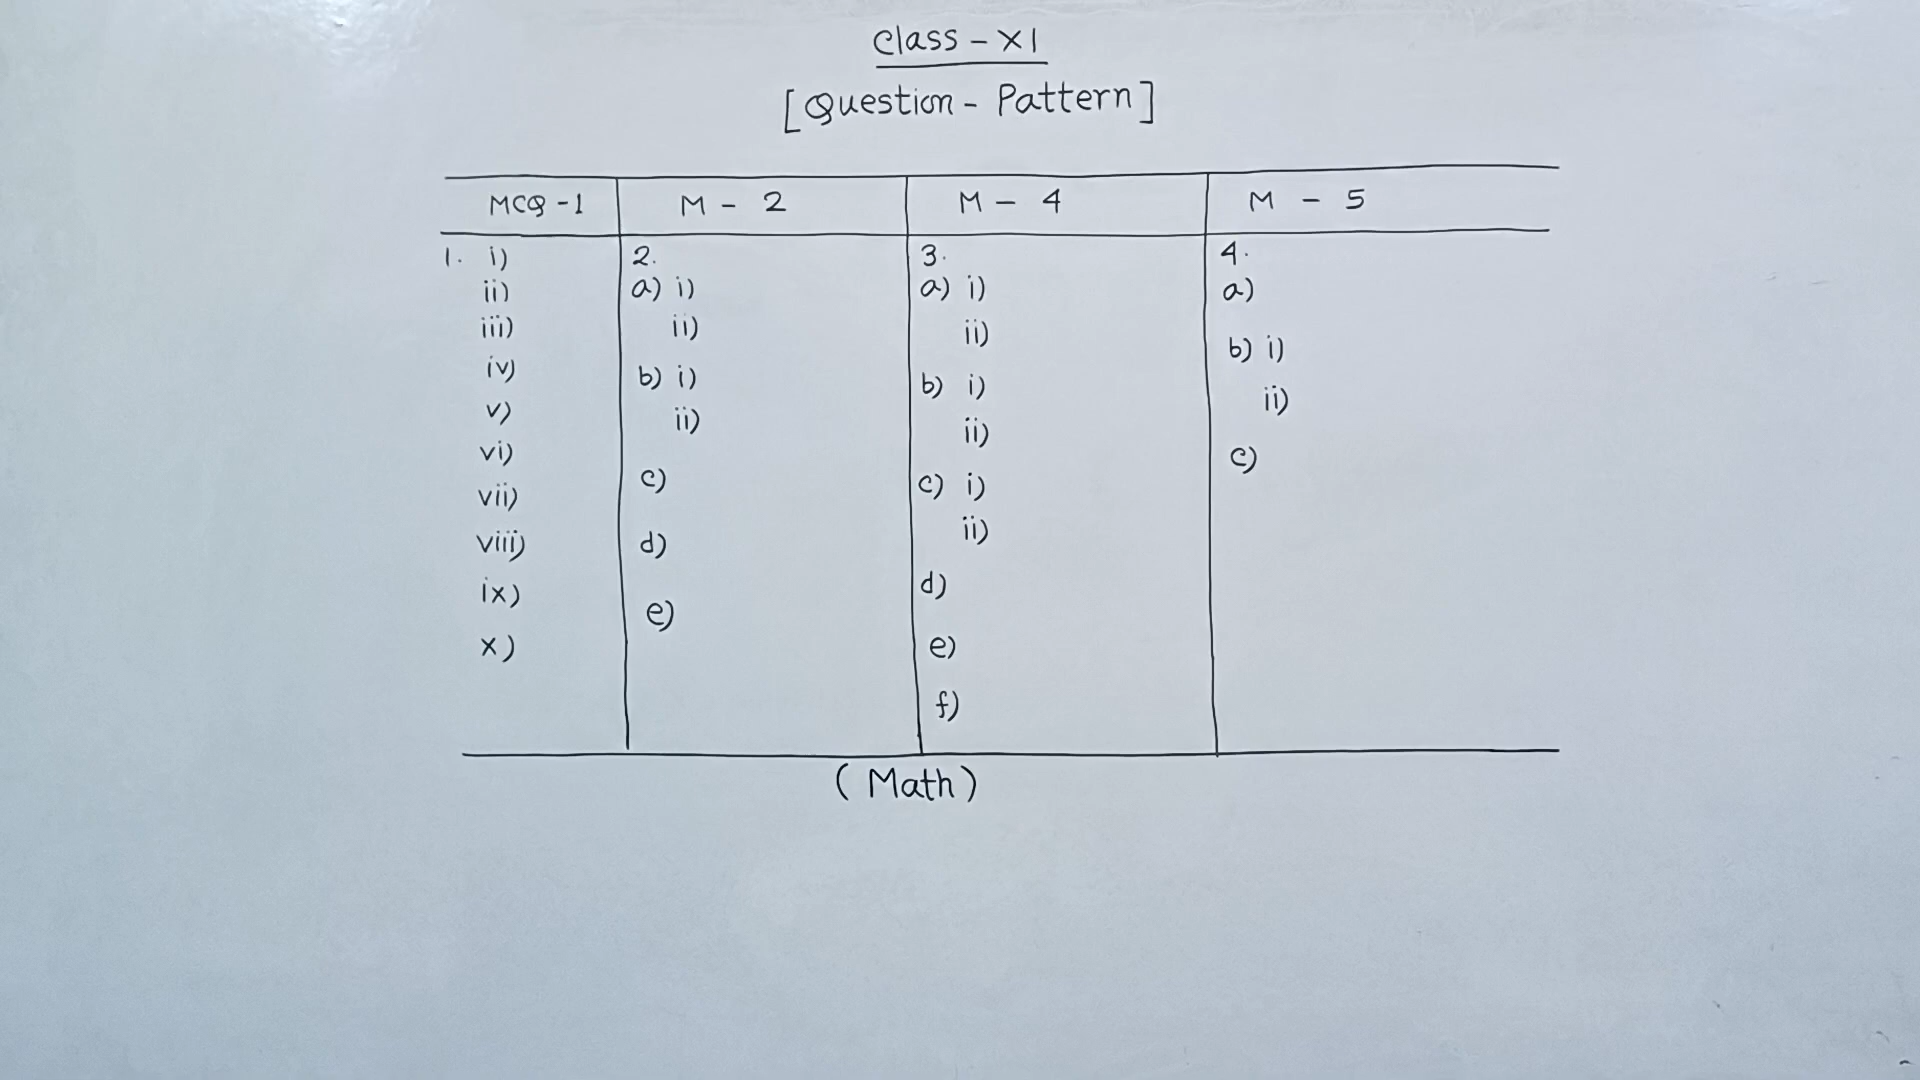 Class - XI
[Question - Pattern]
MCQ - 1 M - 2 M - 4 M - 5
1. i)
ii)
iii)
iv)
v)
vi)
vii)
viii)
ix)
x)
2.
a) i)
ii)
b) i)
ii)
c)
d)
e)
3.
a) i)
ii)
b) i)
ii)
c) i)
ii)
d)
e)
f)
4.
a)
b) i)
ii)
c)
(Math)